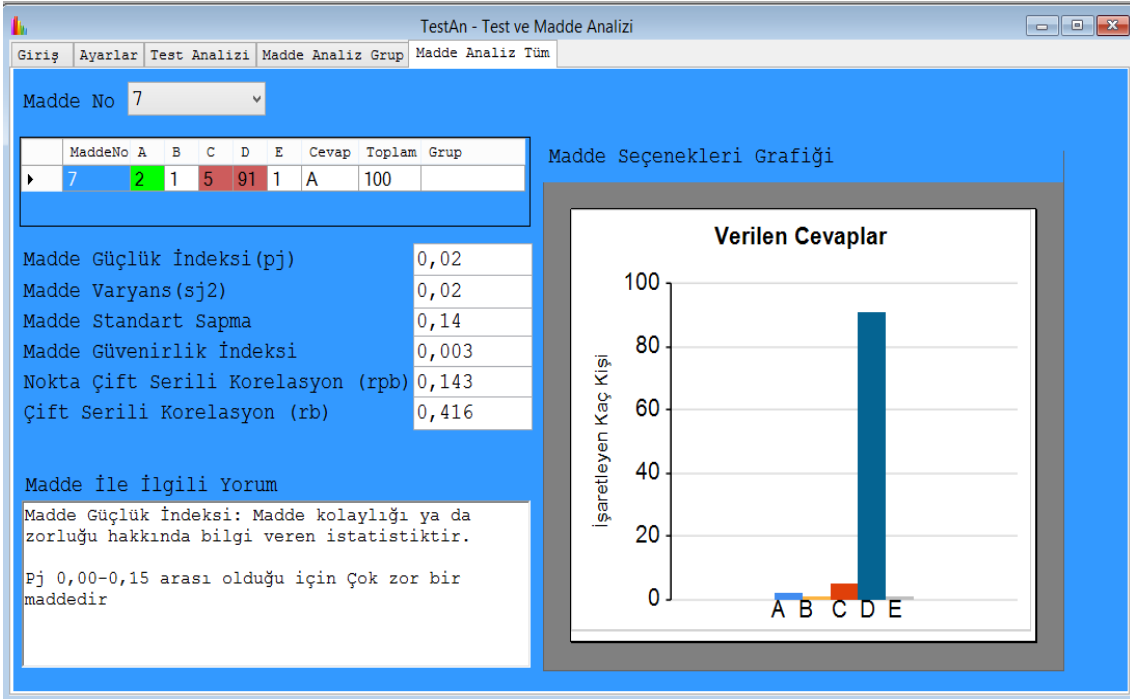 TestAn - Test ve Madde Analizi
Giriş Ayarlar Test Analizi Madde Analiz Grup Madde Analiz Tüm
Madde No 7
MaddeNo A B C D E Cevap Toplam Grup
7 2 1 5 91 1 A 100
Madde Güçlük İndeksi(pj) 0,02
Madde Varyans(sj2) 0,02
Madde Standart Sapma 0,14
Madde Güvenirlik İndeksi 0,003
Nokta Çift Serili Korelasyon (rpb) 0,143
Çift Serili Korelasyon (rb) 0,416
Madde İle İlgili Yorum
Madde Güçlük İndeksi: Madde kolaylığı ya da
zorluğu hakkında bilgi veren istatistiktir.
Pj 0,00-0,15 arası olduğu için Çok zor bir
maddedir
Madde Seçenekleri Grafiği
Verilen Cevaplar
İşaretleyen Kaç Kişi
100
80
60
40
20
0
A B C D E